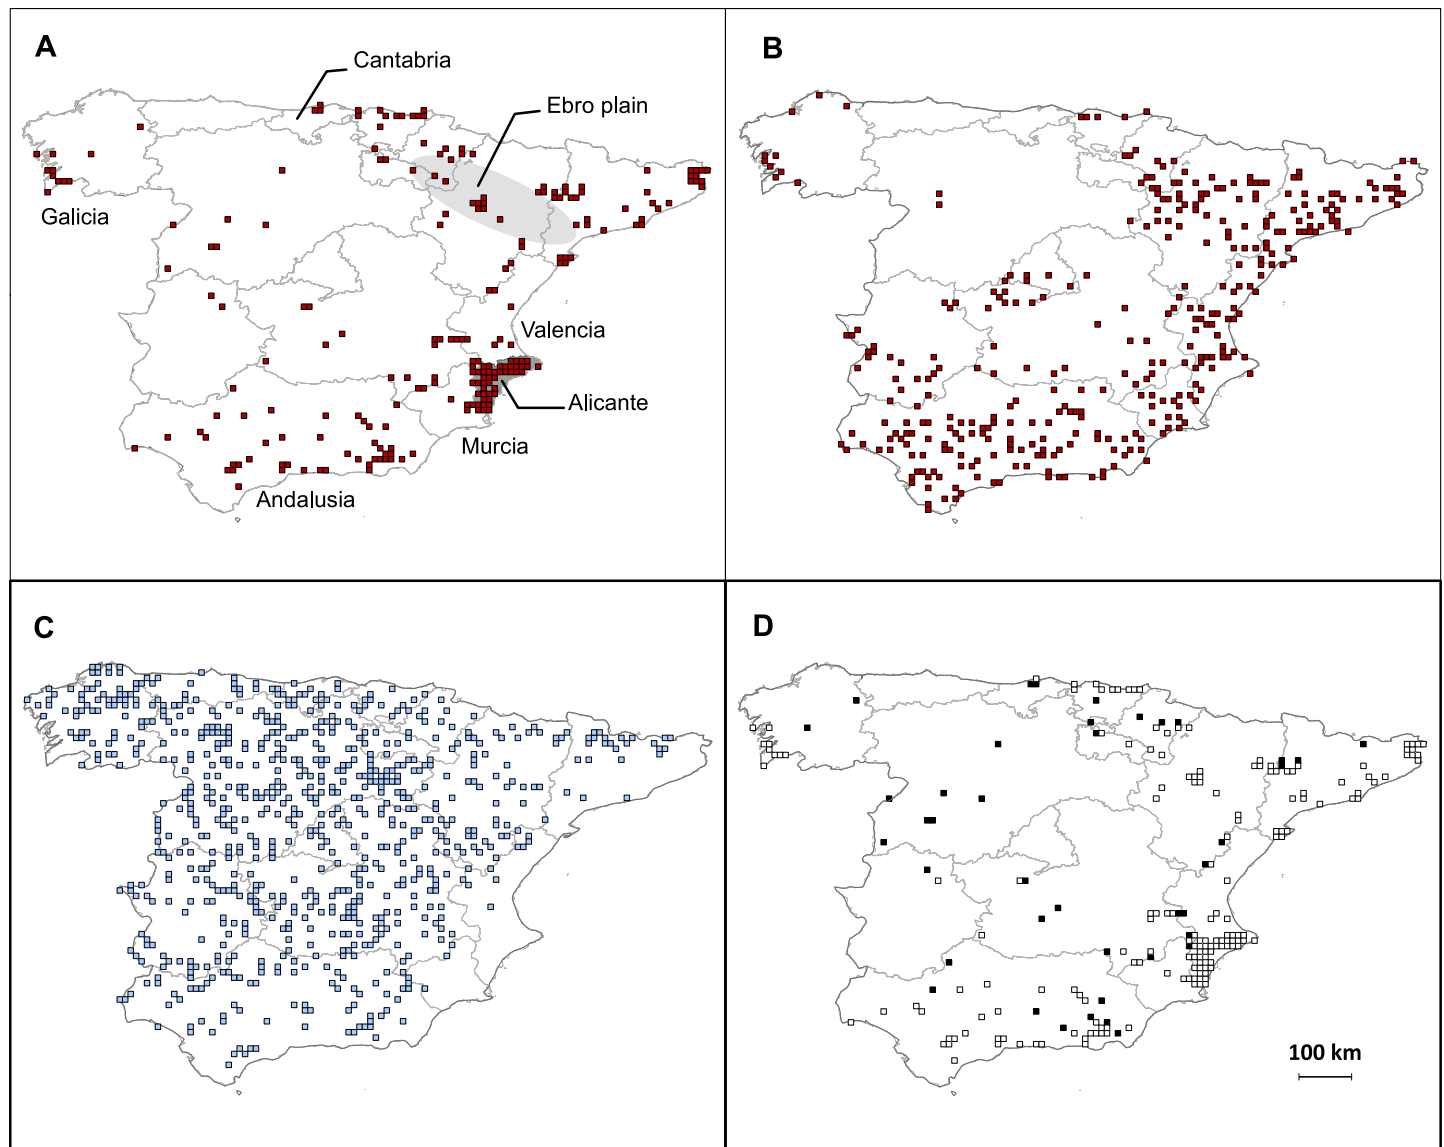 A
Cantabria
Ebro plain
Galicia
Valencia
Alicante
Murcia
Andalusia
B
C
D
100 km